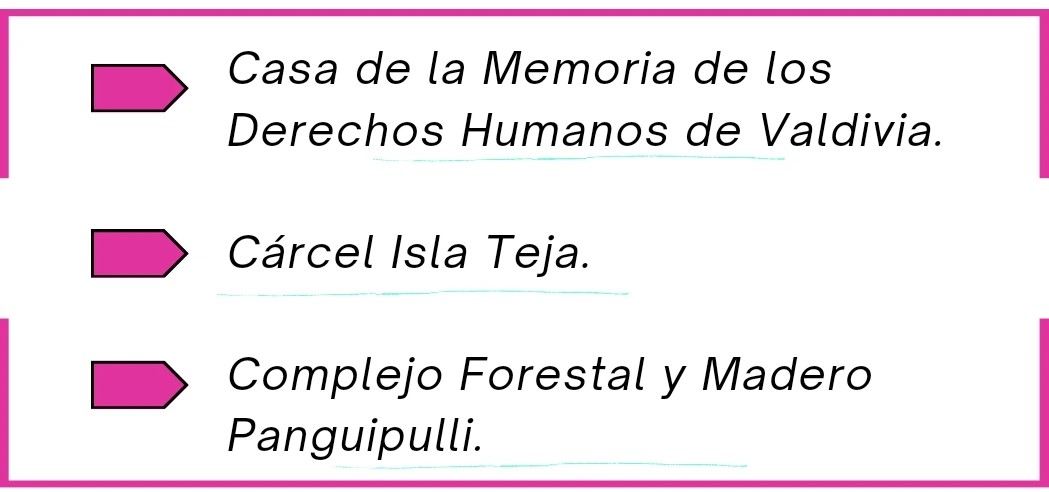 Casa de la Memoria de los
Derechos Humanos de Valdivia.
Cárcel Isla Teja.
Complejo Forestal y Madero
Panguipulli.